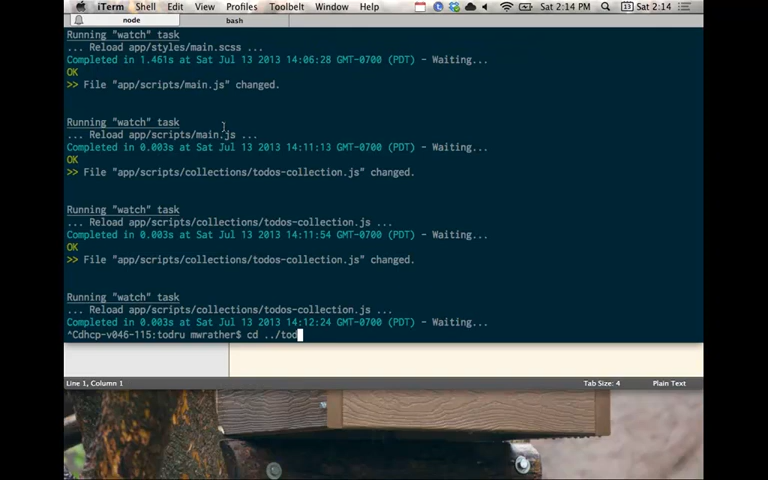 iTerm Shell Edit View Profiles Toolbelt Window Help Sat 2:14 PM 13 Sat 2:14
node bash
Running "watch" task
... Reload app/styles/main.scss ...
Completed in 1.461s at Sat Jul 13 2013 14:06:28 GMT-0700 (PDT) - Waiting...
OK
>> File "app/scripts/main.js" changed.
Running "watch" task
... Reload app/scripts/main.js ...
Completed in 0.003s at Sat Jul 13 2013 14:11:13 GMT-0700 (PDT) - Waiting...
OK
>> File "app/scripts/collections/todos-collection.js" changed.
Running "watch" task
... Reload app/scripts/collections/todos-collection.js ...
Completed in 0.003s at Sat Jul 13 2013 14:11:54 GMT-0700 (PDT) - Waiting...
OK
>> File "app/scripts/collections/todos-collection.js" changed.
Running "watch" task
... Reload app/scripts/collections/todos-collection.js ...
Completed in 0.003s at Sat Jul 13 2013 14:12:24 GMT-0700 (PDT) - Waiting...
^Cdhcp-v046-115:todru mwrather$ cd ../tod
Line 1, Column 1 Tab Size: 4 Plain Text